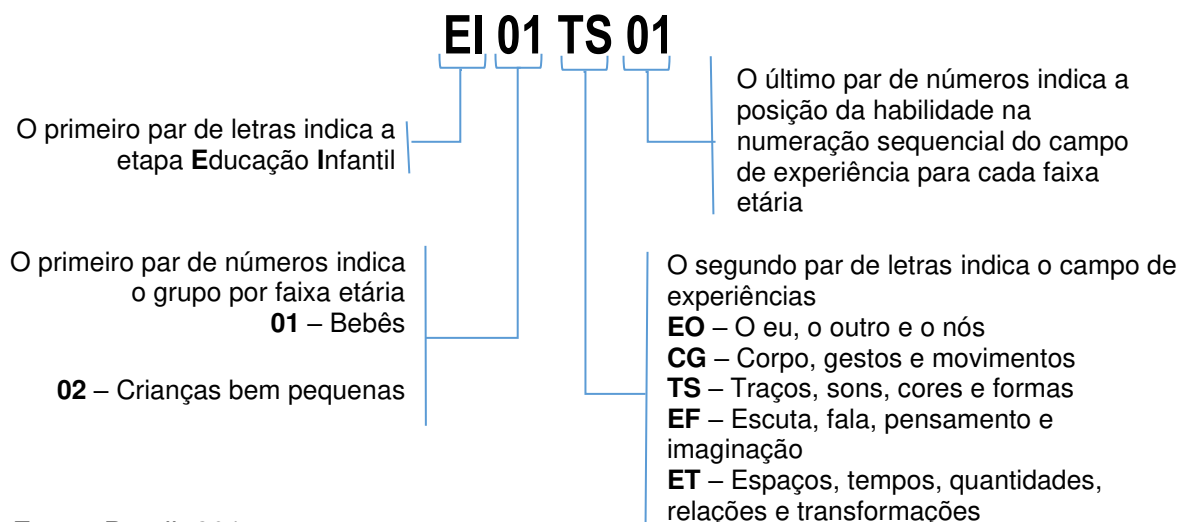 EI 01 TS 01
O primeiro par de letras indica a
etapa Educação Infantil
O último par de números indica a
posição da habilidade na
numeração sequencial do campo
de experiência para cada faixa
etária
O primeiro par de números indica
o grupo por faixa etária
01 – Bebês
02 – Crianças bem pequenas
O segundo par de letras indica o campo de
experiências
EO – O eu, o outro e o nós
CG – Corpo, gestos e movimentos
TS – Traços, sons, cores e formas
EF – Escuta, fala, pensamento e
imaginação
ET – Espaços, tempos, quantidades,
relações e transformações